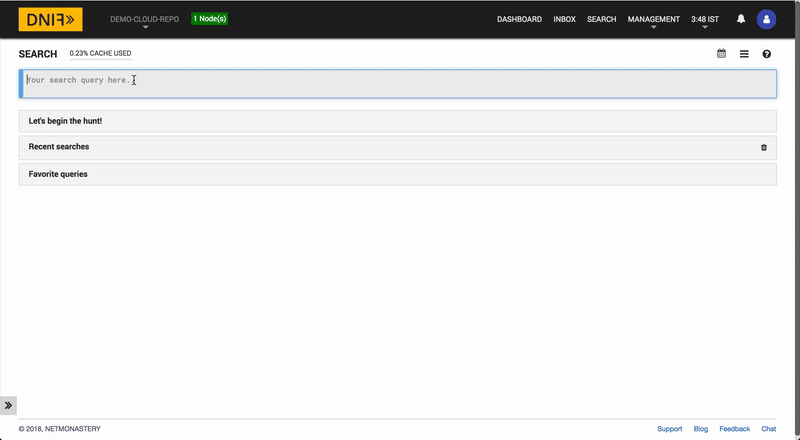 DNIF
DEMO-CLOUD-REPO
1 Node(s)
DASHBOARD INBOX SEARCH MANAGEMENT 3:48 IST
SEARCH
0.23% CACHE USED
Your search query here.
Let's begin the hunt!
Recent searches
Favorite queries
© 2018, NETMONASTERY
Support Blog Feedback Chat